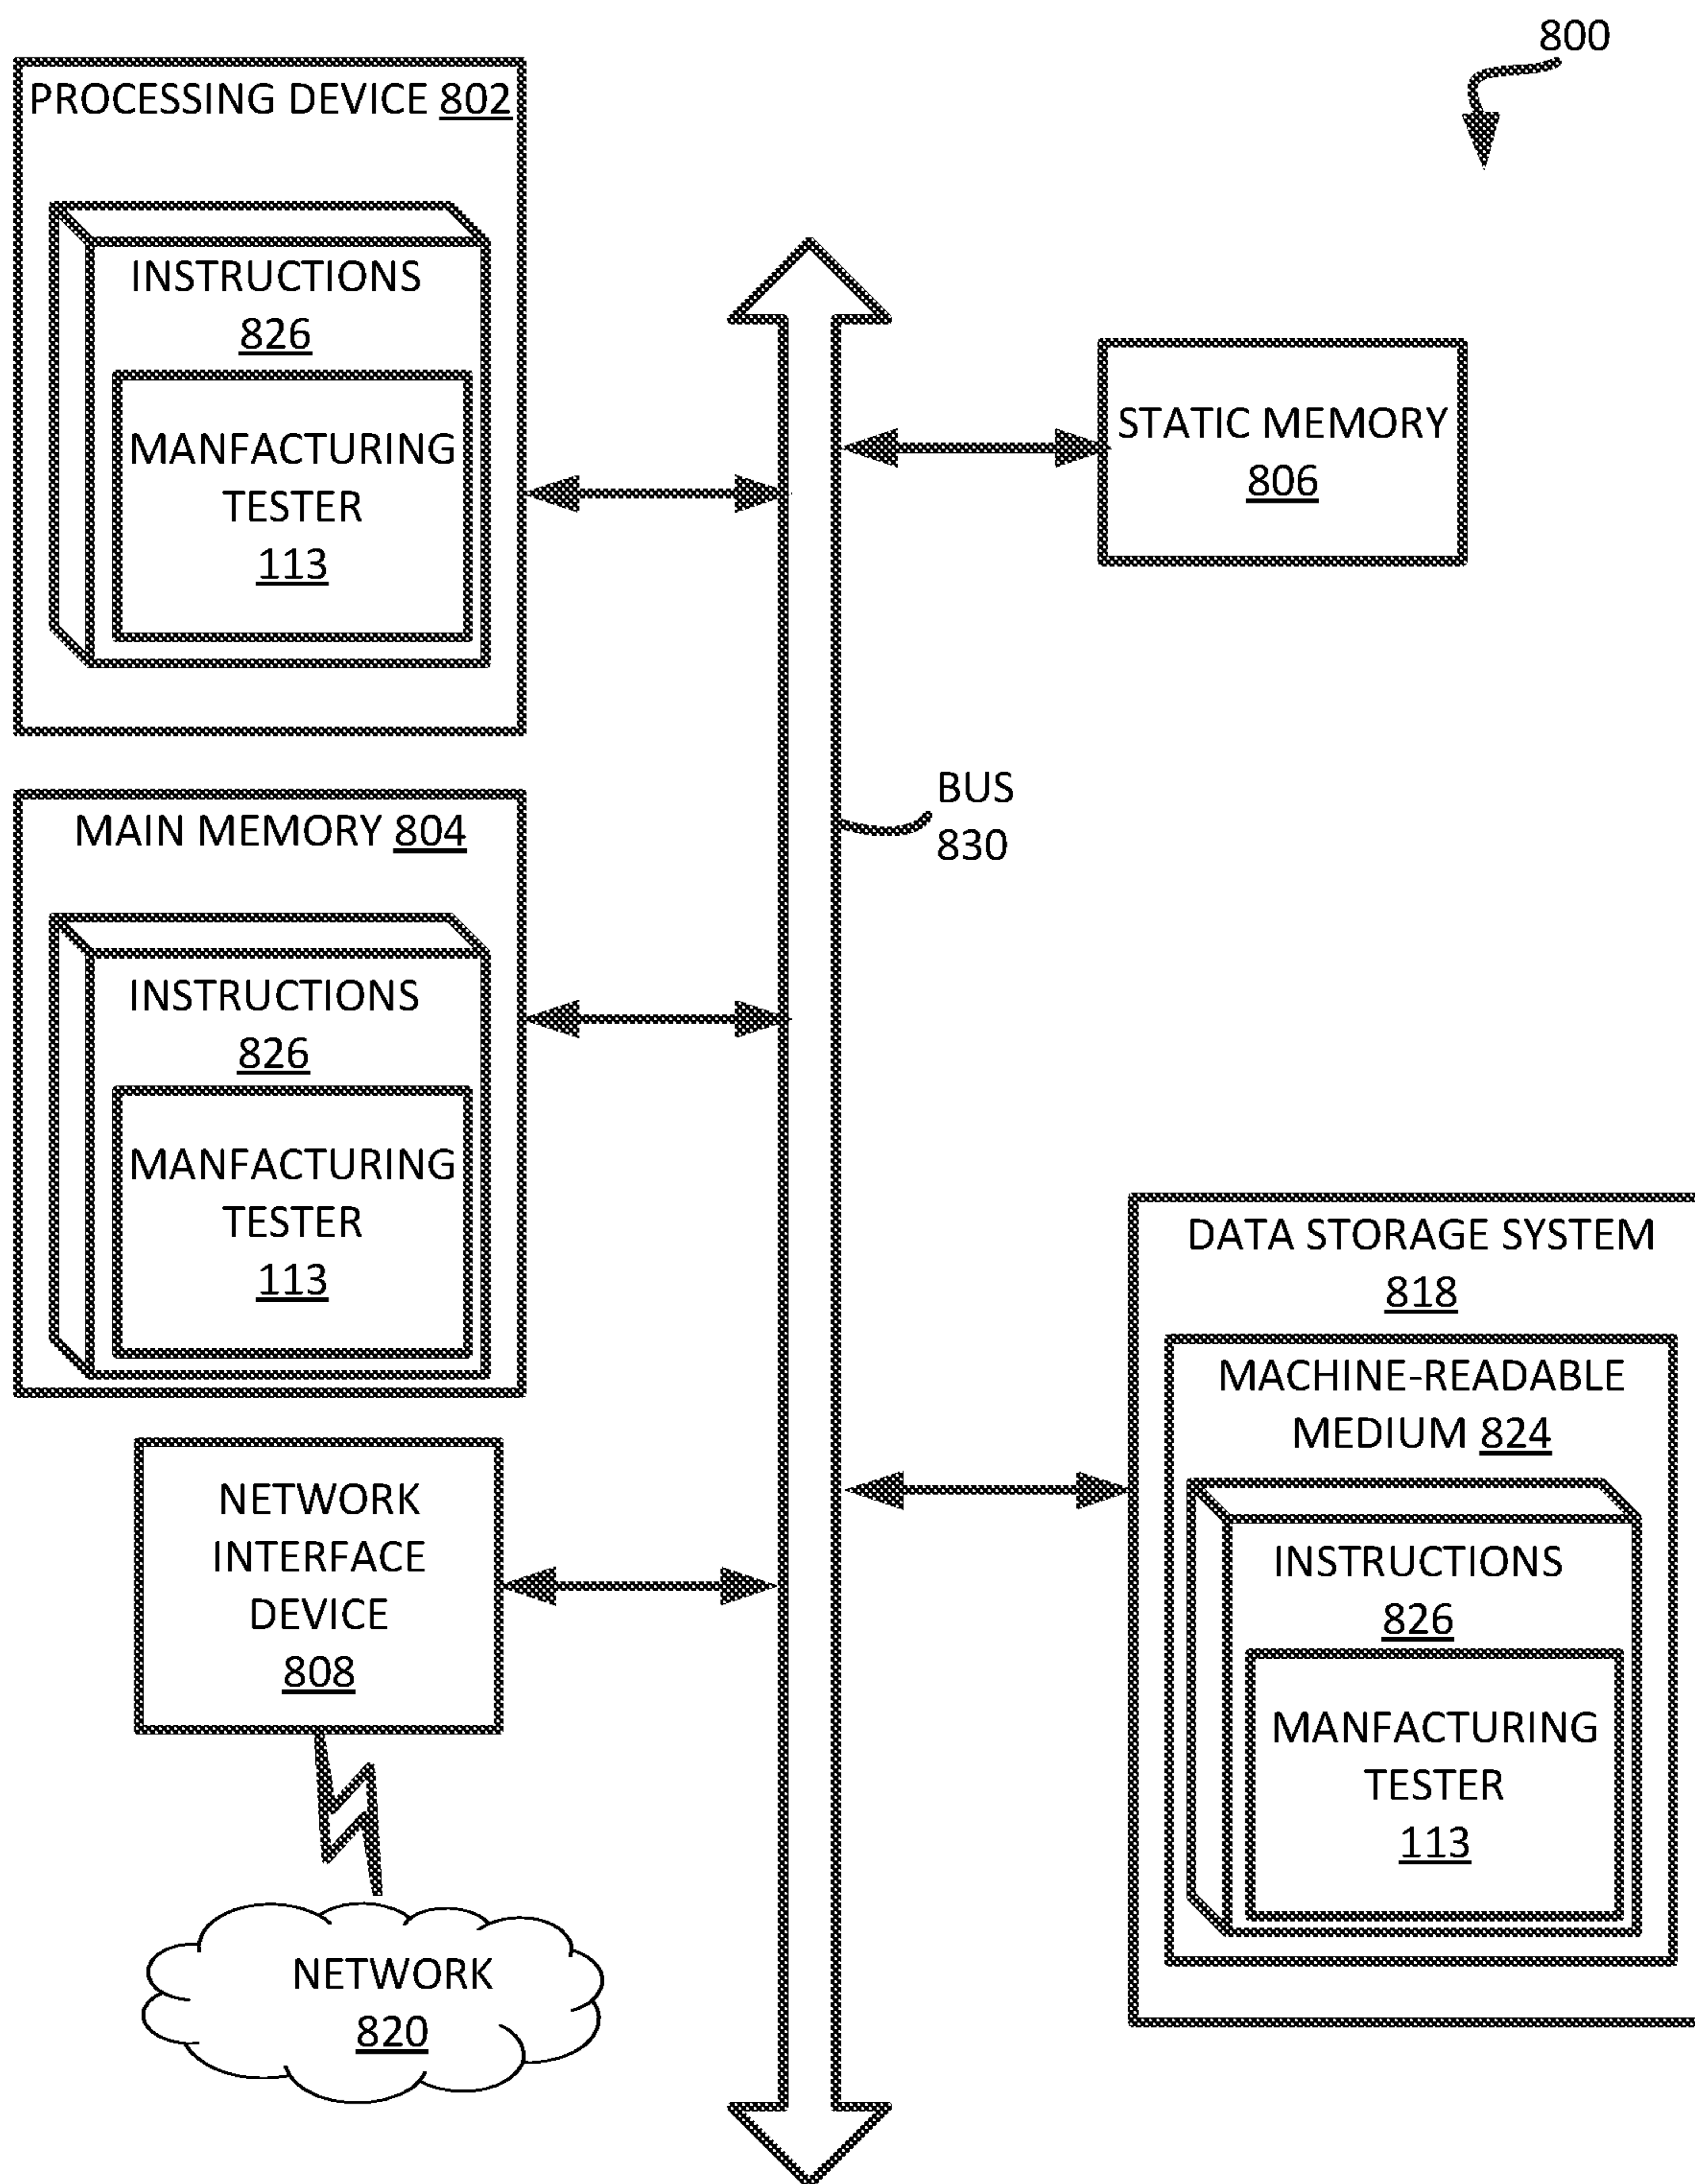 800
PROCESSING DEVICE 802
INSTRUCTIONS
826
MANFACTURING
TESTER
113
STATIC MEMORY
806
BUS
830
MAIN MEMORY 804
INSTRUCTIONS
826
MANFACTURING
TESTER
113
DATA STORAGE SYSTEM
818
MACHINE-READABLE
MEDIUM 824
INSTRUCTIONS
826
MANFACTURING
TESTER
113
NETWORK
INTERFACE
DEVICE
808
NETWORK
820